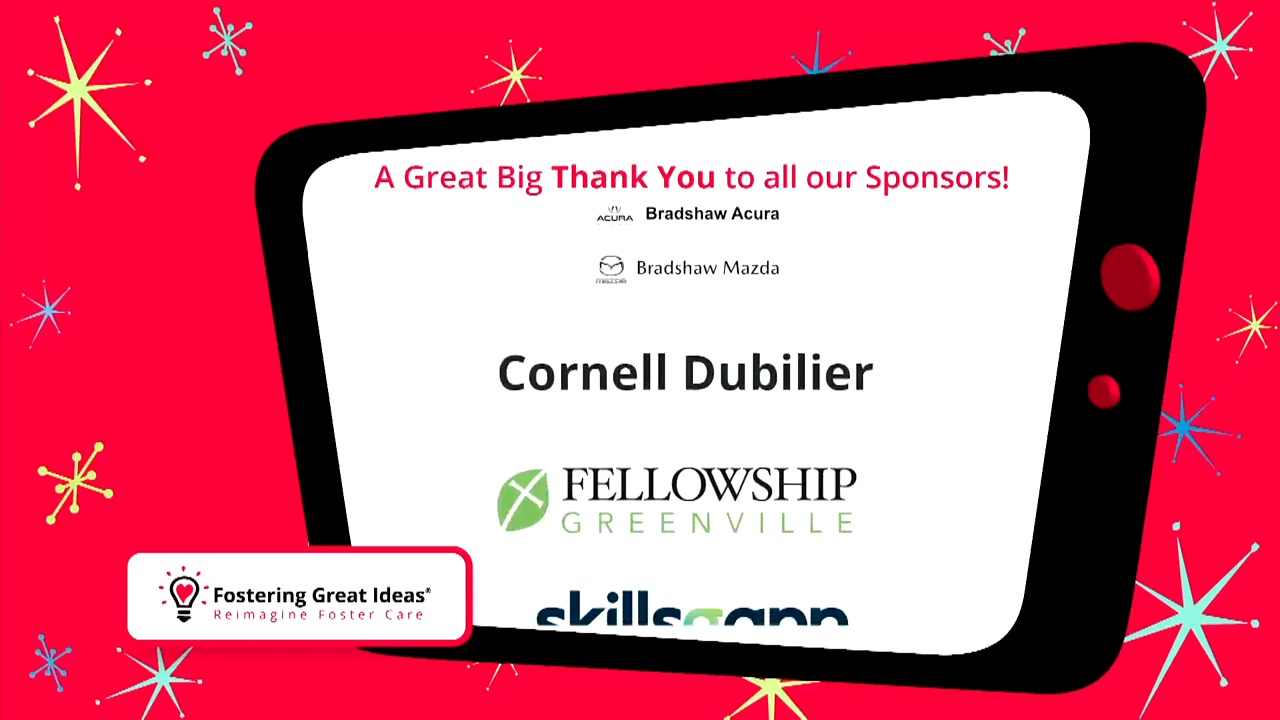 A Great Big Thank You to all our Sponsors!
ACURA Bradshaw Acura
mazda Bradshaw Mazda
Cornell Dubilier
FELLOWSHIP
GREENVILLE
Fostering Great Ideas®
Reimagine Foster Care